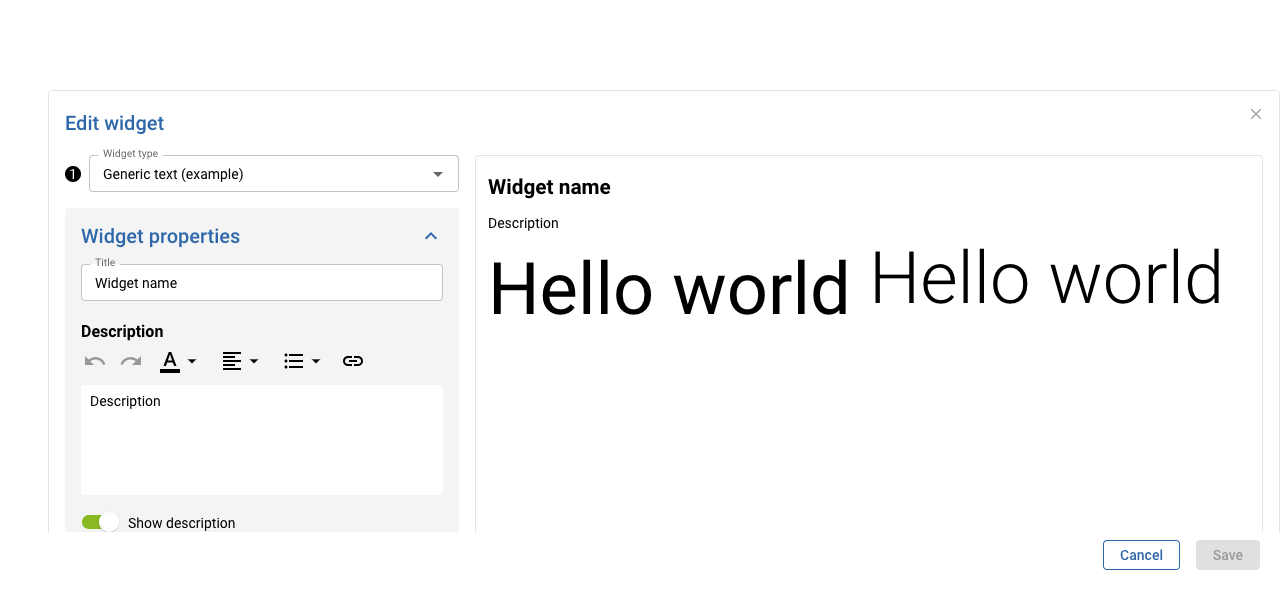 Edit widget
Widget type
1 Generic text (example)
Widget properties
Title
Widget name
Description
A
Description
Show description
Widget name
Description
Hello world Hello world
Cancel
Save